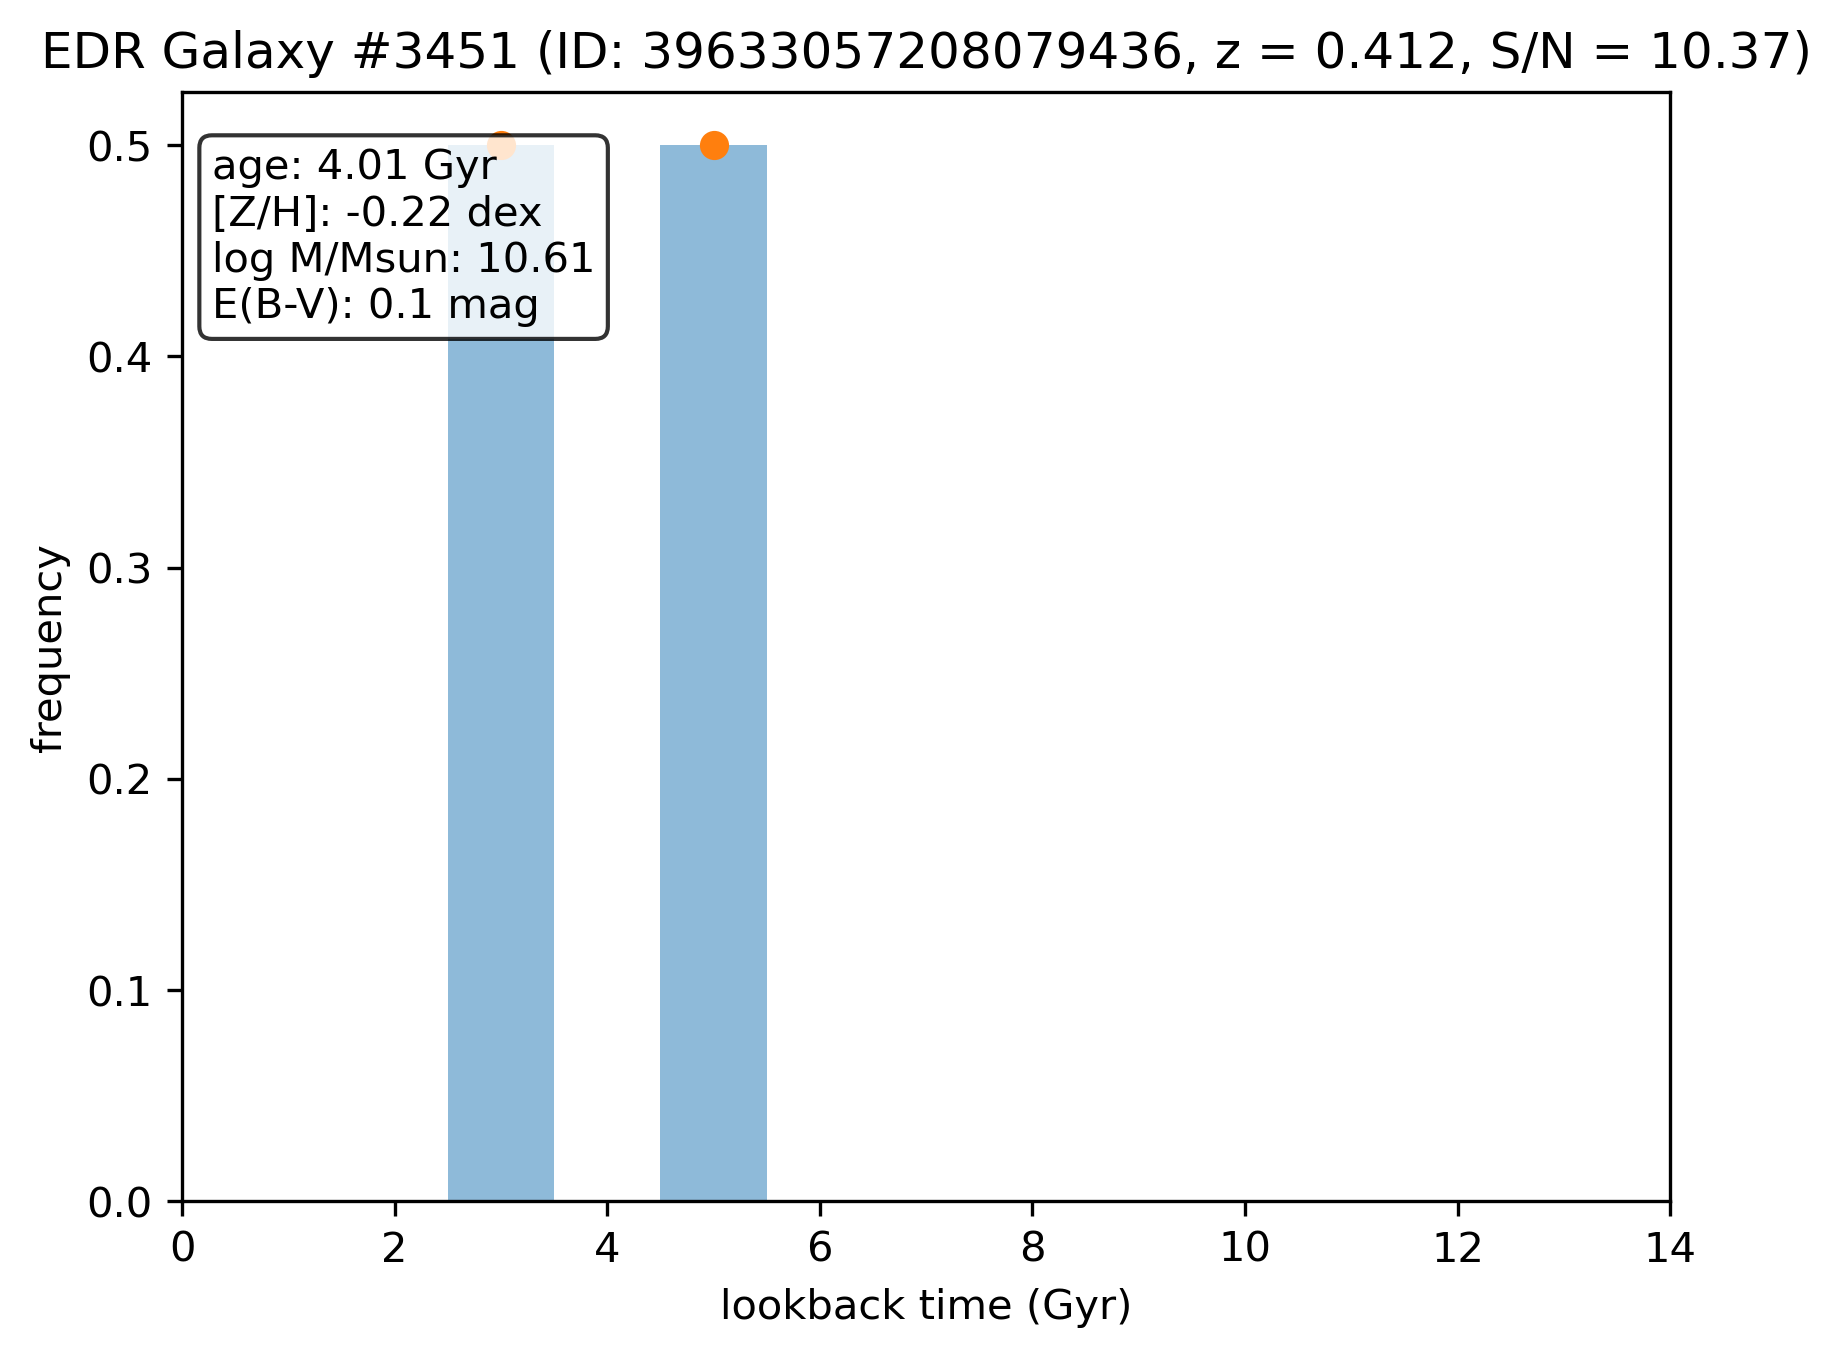 EDR Galaxy #3451 (ID: 39633057208079436, z = 0.412, S/N = 10.37)
age: 4.01 Gyr
[Z/H]: -0.22 dex
log M/Msun: 10.61
E(B-V): 0.1 mag
0.5
0.4
0.3
0.2
0.1
0.0
frequency
0 2 4 6 8 10 12 14
lookback time (Gyr)